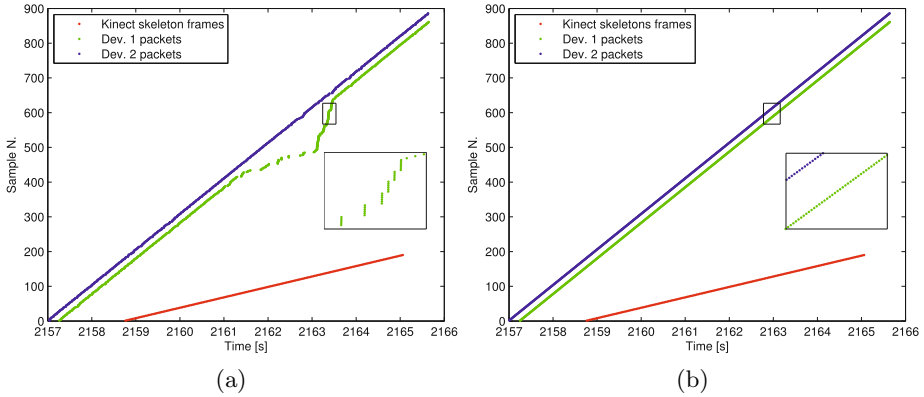 900
800
700
600
500
400
300
200
100
0
Sample N.
Kinect skeletons frames
Dev. 1 packets
Dev. 2 packets
2157 2158 2159 2160 2161 2162 2163 2164 2165 2166
Time [s]
(a)
900
800
700
600
500
400
300
200
100
0
Sample N.
Kinect skeletons frames
Dev. 1 packets
Dev. 2 packets
2157 2158 2159 2160 2161 2162 2163 2164 2165 2166
Time [s]
(b)